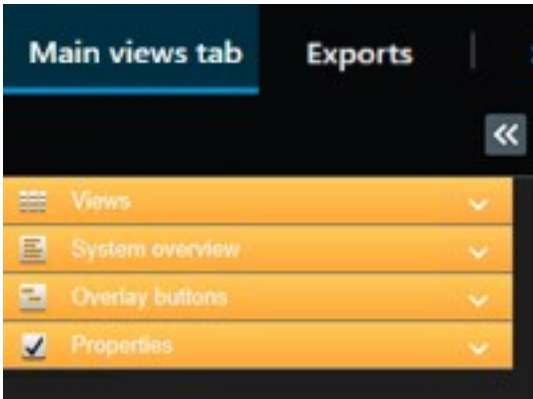 Main views tab Exports
Views
System overview
Overlay buttons
Properties